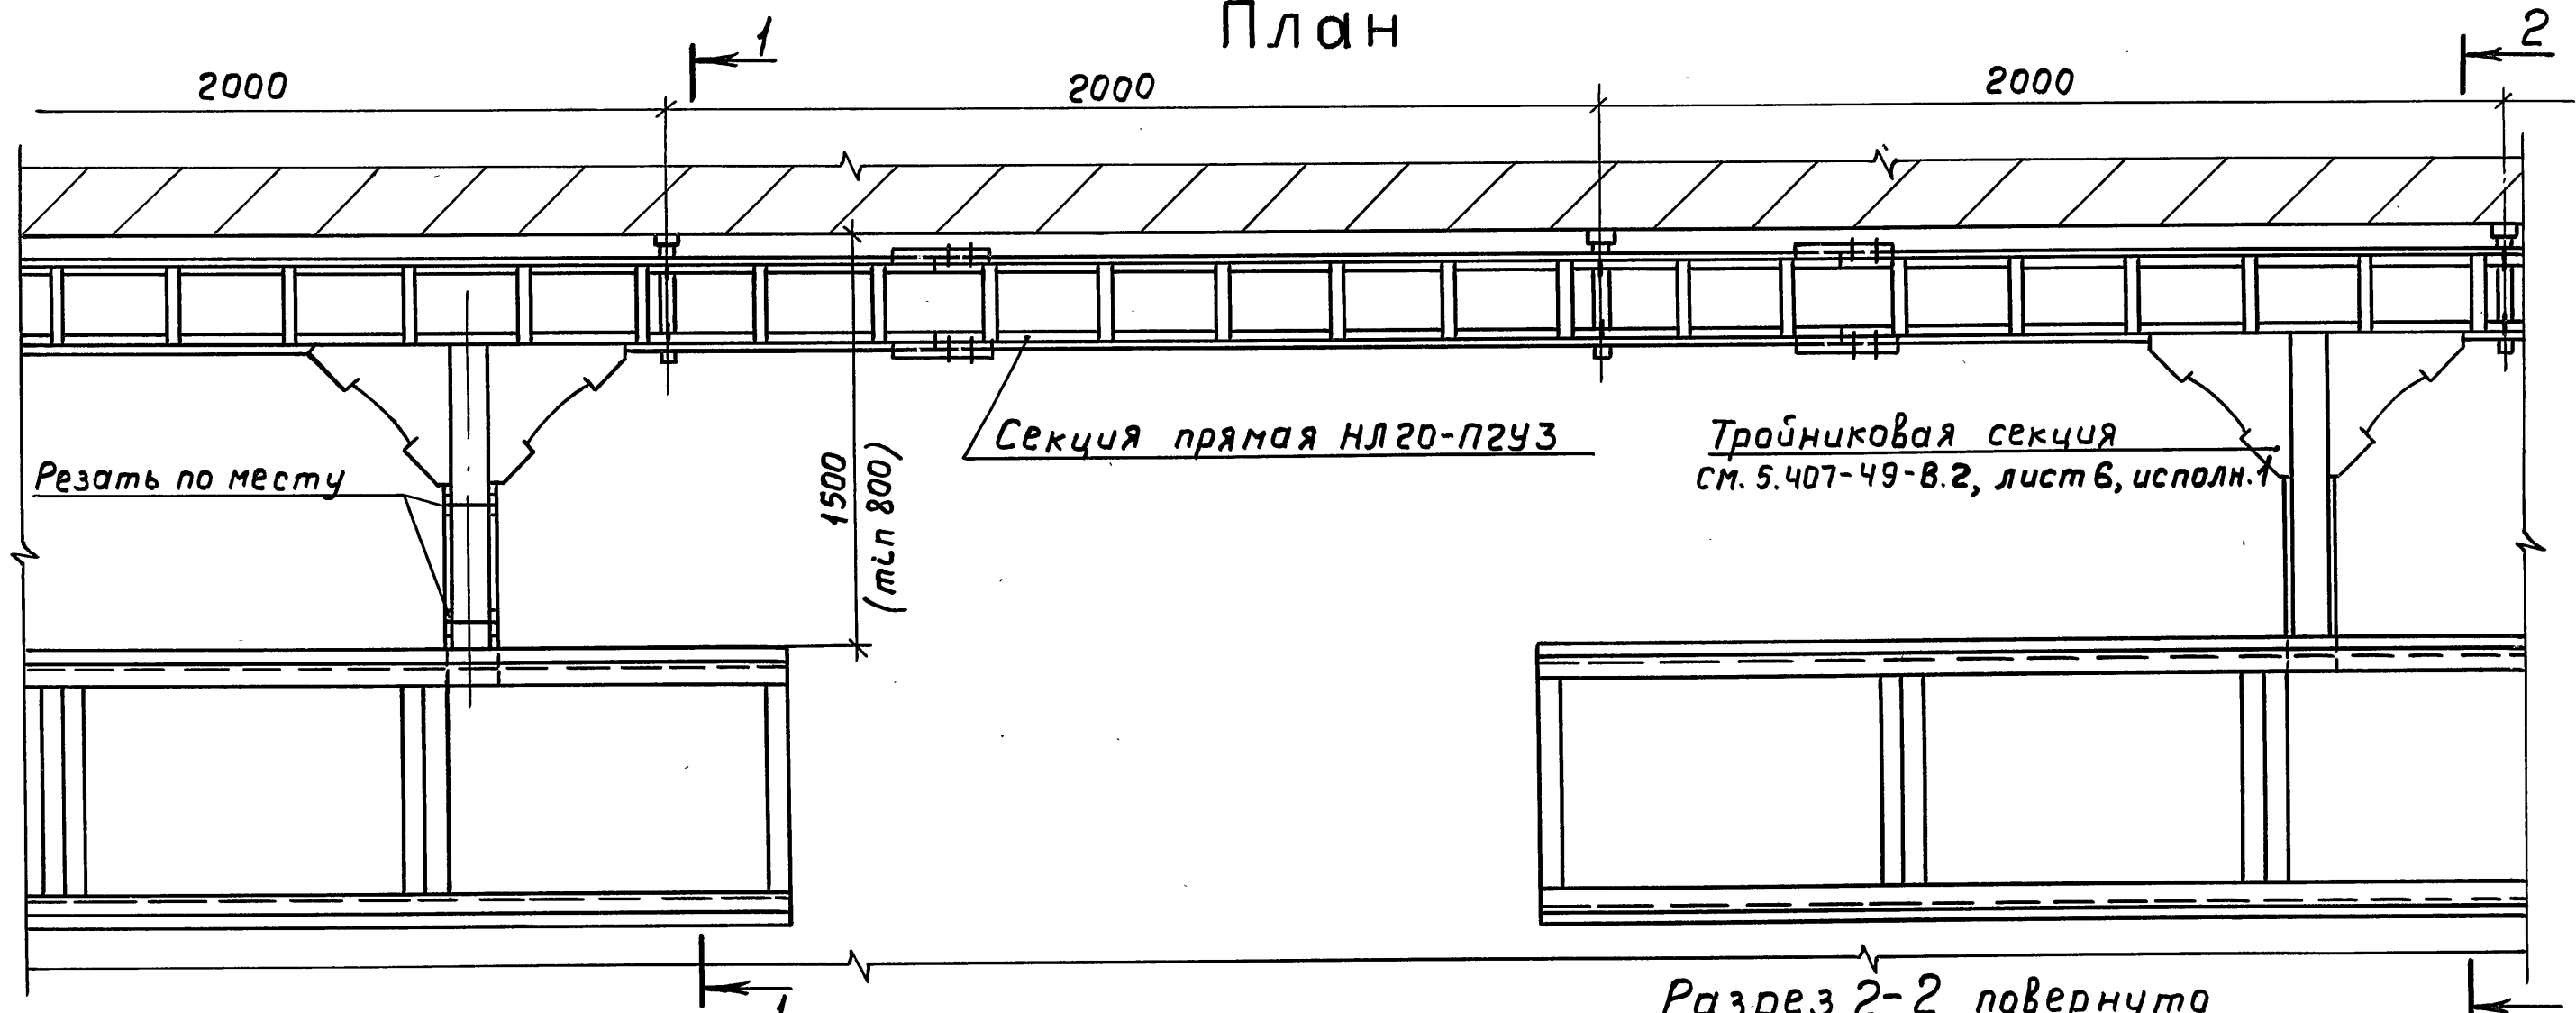 План
1
2
2000
2000
2000
Секция прямая НЛ20-П2У3
Тройниковая секция
см. 5.407-49-В.2, лист 6, исполн. 1
Резать по месту
1500
(min 800)
1
Разрез 2-2 повернуто